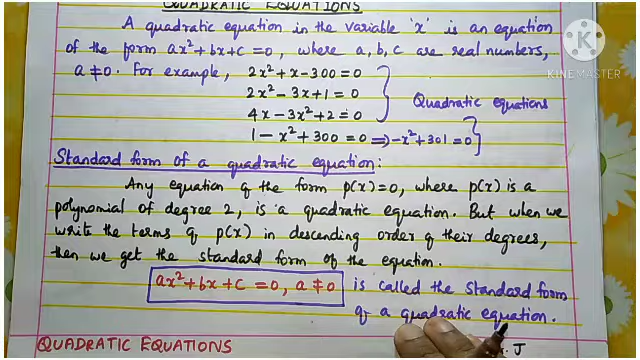 QUADRATIC EQUATIONS
A quadratic equation in the variable 'x' is an equation
of the form ax²+bx+c=0, where a, b, c are real numbers,
a≠0. For example, 2x²+x-300=0
2x²-3x+1=0
4x-3x²+2=0
Quadratic equations
1-x²+300=0⇒-x²+301=0
Standard form of a quadratic equation:
Any equation of the form p(x)=0, where p(x) is a
polynomial of degree 2, is a quadratic equation. But when we
write the terms of p(x) in descending order of their degrees,
then we get the standard form of the equation.
ax²+bx+c=0, a≠0 is called the standard form
of a quadratic equation.
QUADRATIC EQUATIONS
J
K
KINEMASTER